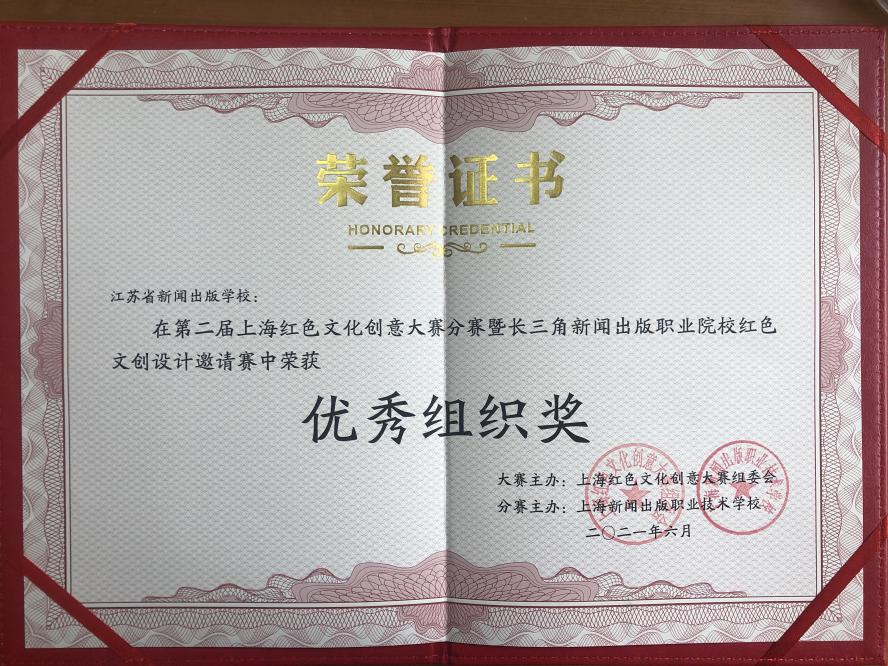 荣誉证书
HONORARY CREDENTIAL
江苏省新闻出版学校：
在第二届上海红色文化创意大赛分赛暨长三角新闻出版职业院校红色
文创设计邀请赛中荣获
优秀组织奖
大赛主办：上海红色文化创意大赛组委会
分赛主办：上海新闻出版职业技术学校
二〇二一年六月